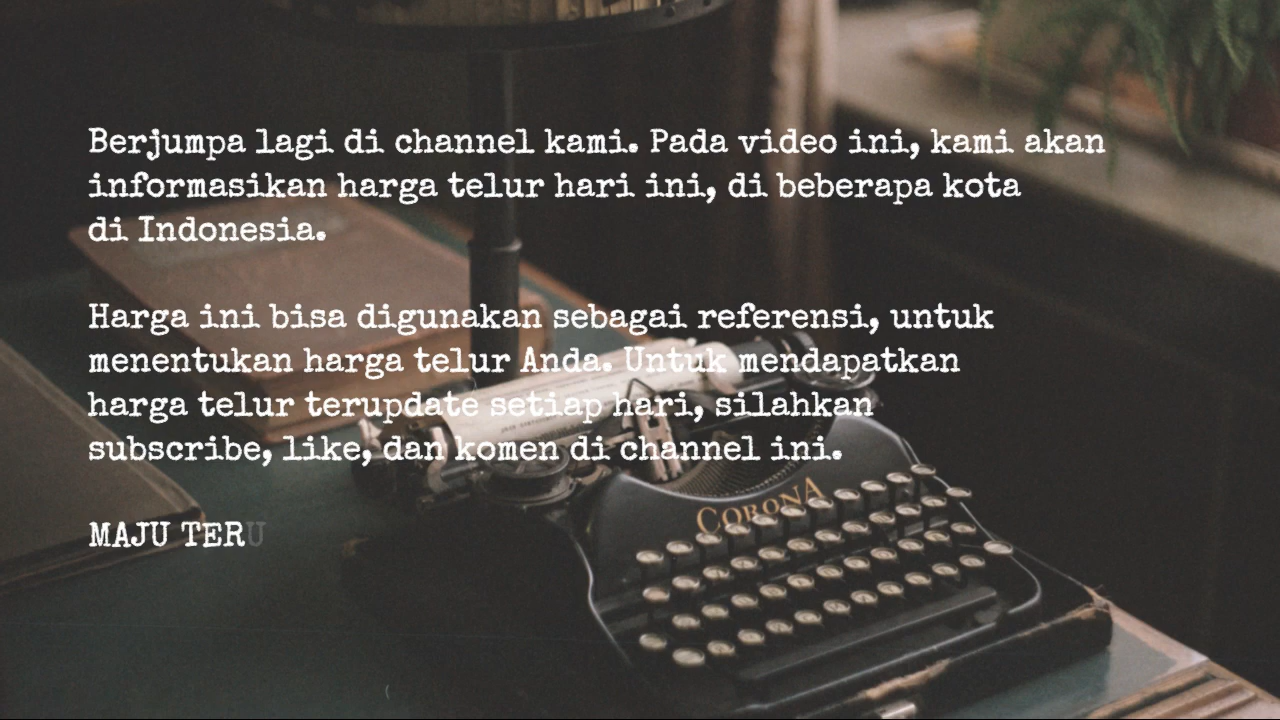 Berjumpa lagi di channel kami. Pada video ini, kami akan
informasikan harga telur hari ini, di beberapa kota
di Indonesia.
Harga ini bisa digunakan sebagai referensi, untuk
menentukan harga telur Anda. Untuk mendapatkan
harga telur terupdate setiap hari, silahkan
subscribe, like, dan komen di channel ini.
MAJU TERU
CORONA